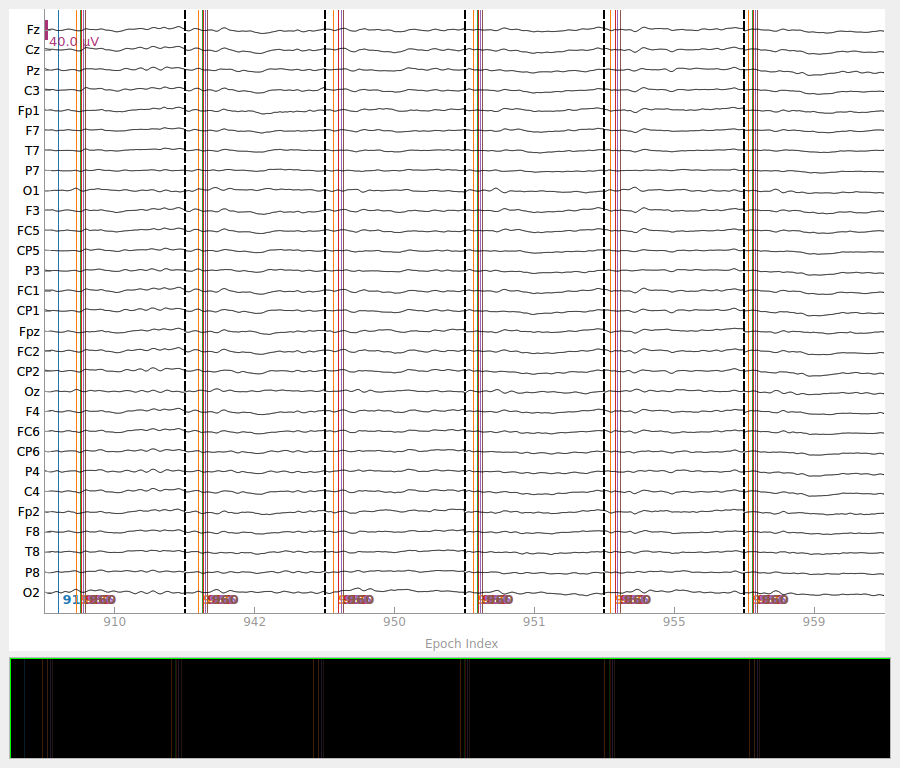 Fz
40.0 µV
Cz
Pz
C3
Fp1
F7
T7
P7
O1
F3
FC5
CP5
P3
FC1
CP1
Fpz
FC2
CP2
Oz
F4
FC6
CP6
P4
C4
Fp2
F8
T8
P8
O2
910 942 950 951 955 959
Epoch Index